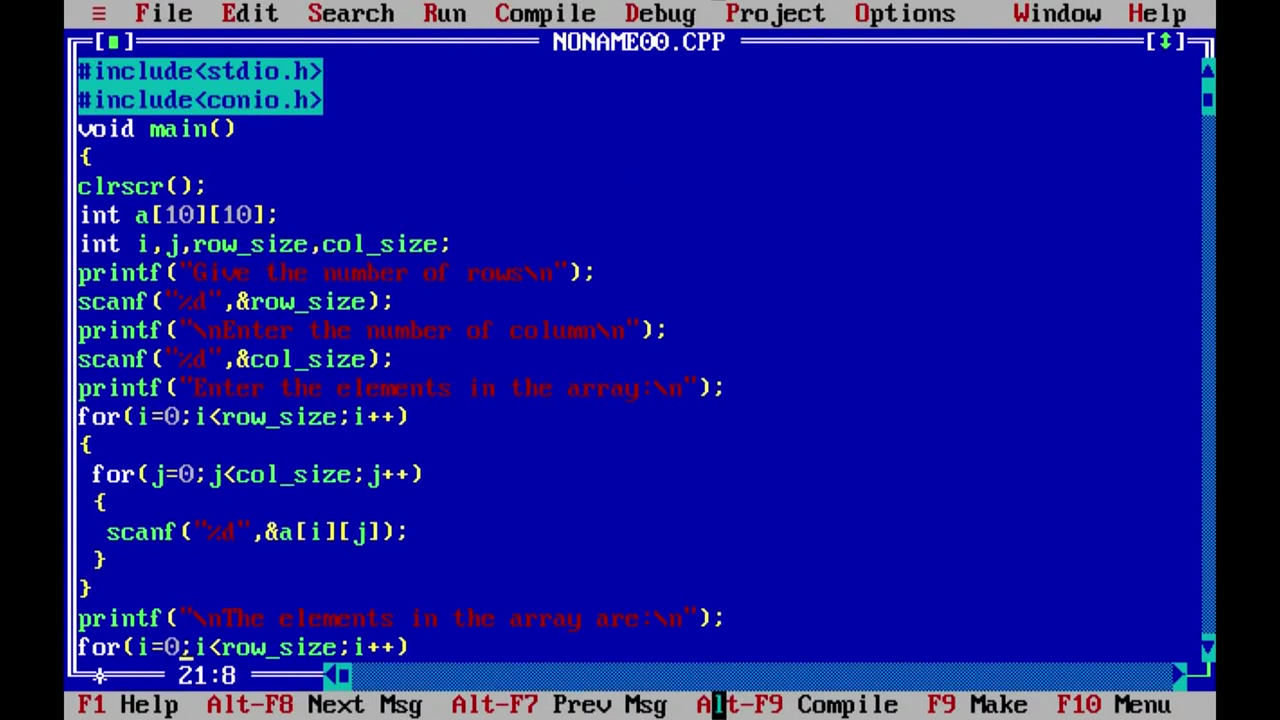 ≡ File Edit Search Run Compile Debug Project Options Window Help
[■] NONAME00.CPP [↕]
#include<stdio.h>
#include<conio.h>
void main()
{
clrscr();
int a[10][10];
int i,j,row_size,col_size;
printf("Give the number of rows\n");
scanf("%d",&row_size);
printf("\nEnter the number of column\n");
scanf("%d",&col_size);
printf("Enter the elements in the array:\n");
for(i=0;i<row_size;i++)
{
 for(j=0;j<col_size;j++)
 {
  scanf("%d",&a[i][j]);
 }
}
printf("\nThe elements in the array are:\n");
for(i=0;i<row_size;i++)
21:8
F1 Help Alt-F8 Next Msg Alt-F7 Prev Msg Alt-F9 Compile F9 Make F10 Menu